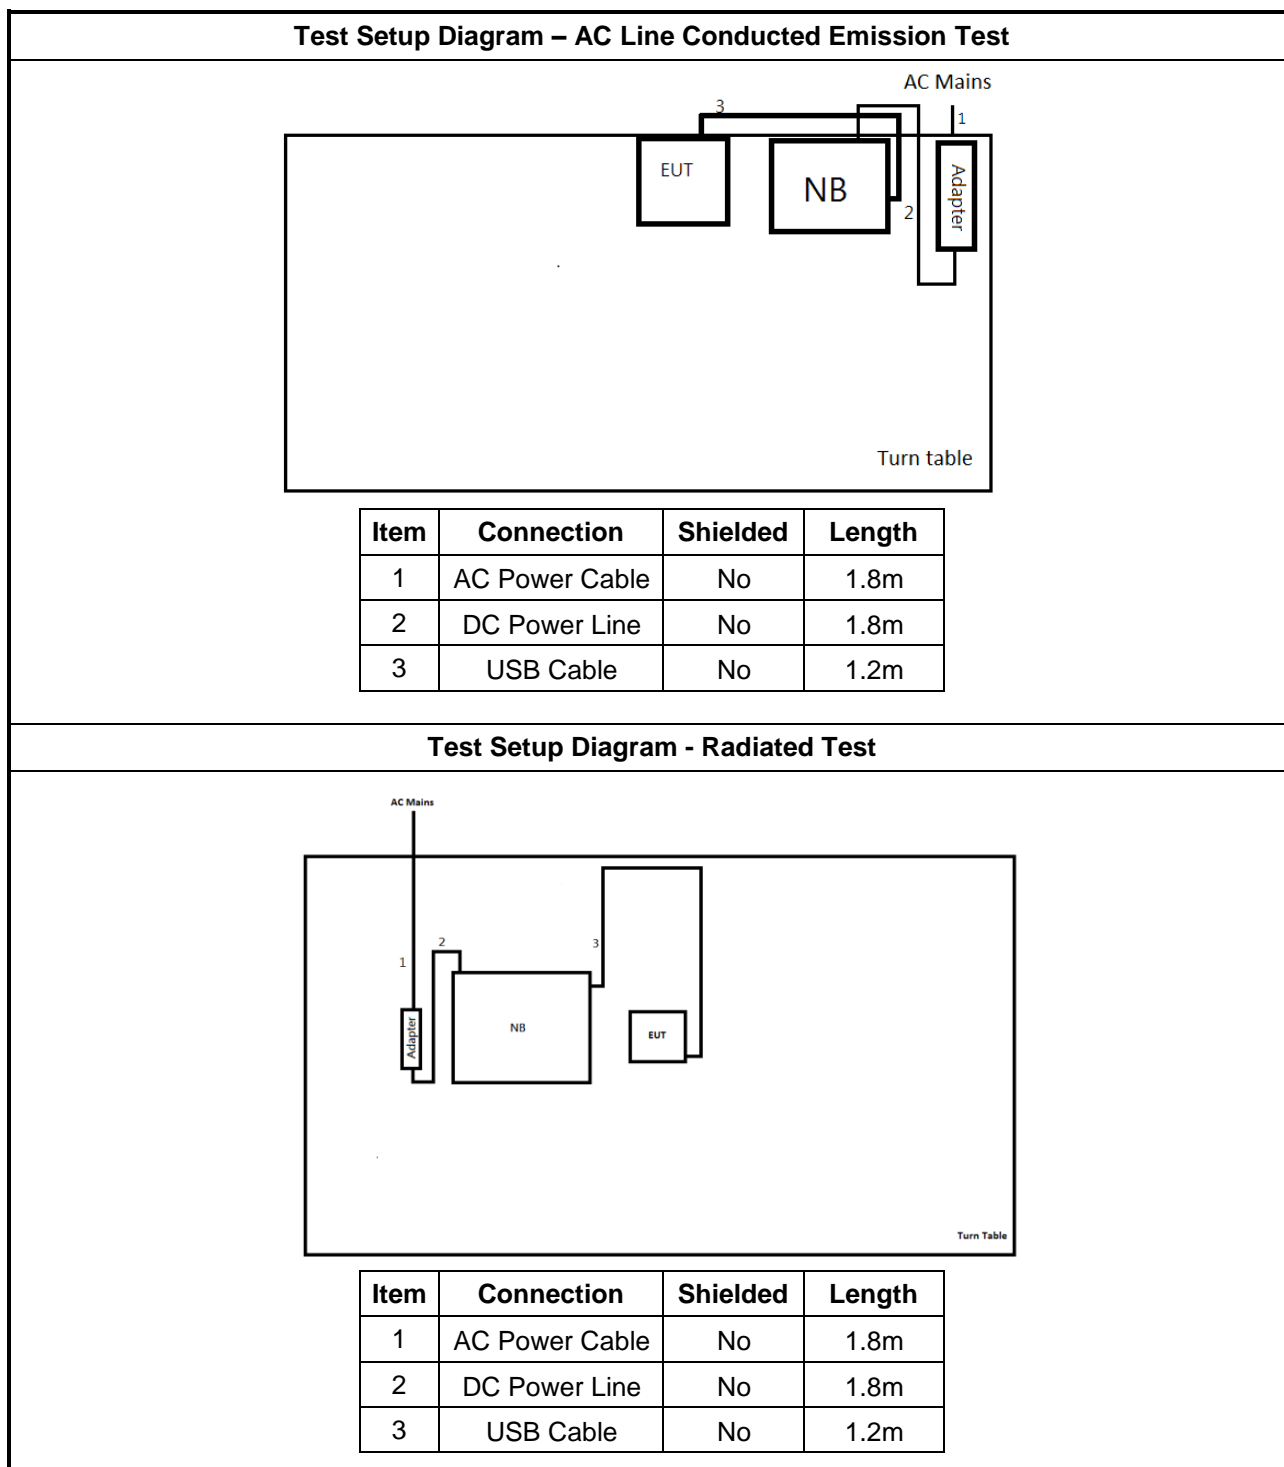 Test Setup Diagram – AC Line Conducted Emission Test
AC Mains
3
1
EUT
NB
Adapter
2
Turn table
Item Connection Shielded Length
1 AC Power Cable No 1.8m
2 DC Power Line No 1.8m
3 USB Cable No 1.2m
Test Setup Diagram - Radiated Test
AC Mains
2
3
1
Adapter
NB
EUT
Turn Table
Item Connection Shielded Length
1 AC Power Cable No 1.8m
2 DC Power Line No 1.8m
3 USB Cable No 1.2m